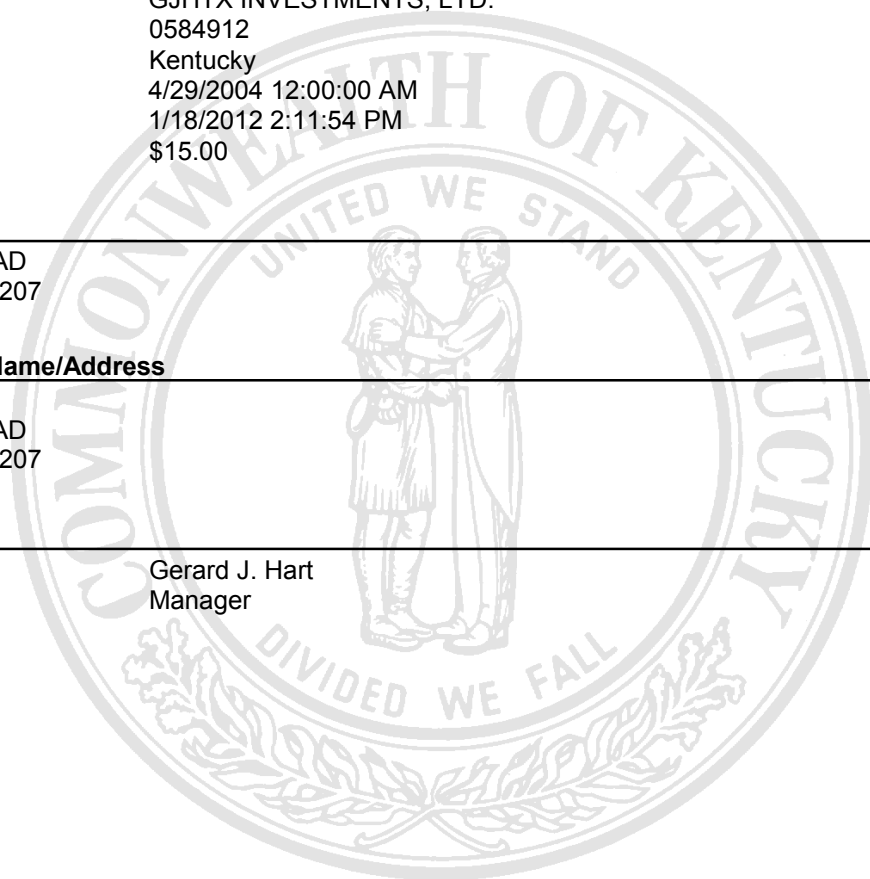 GJHTX INVESTMENTS, LTD.
0584912
Kentucky
4/29/2004 12:00:00 AM
1/18/2012 2:11:54 PM
$15.00
AD
207
ame/Address
AD
207
Gerard J. Hart
Manager
COMMONWEALTH OF KENTUCKY
UNITED WE STAND
DIVIDED WE FALL